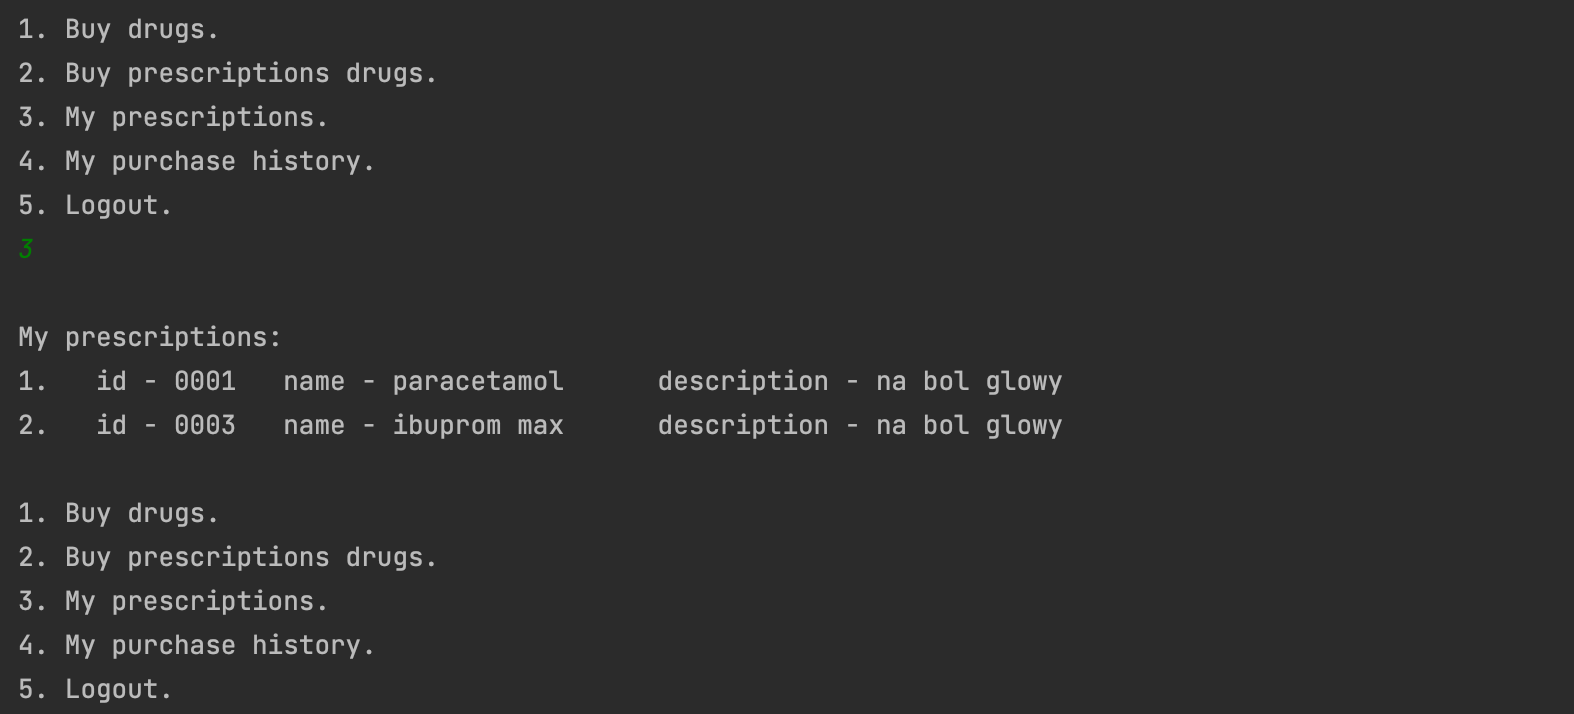 1. Buy drugs.
2. Buy prescriptions drugs.
3. My prescriptions.
4. My purchase history.
5. Logout.
3
My prescriptions:
1.   id - 0001   name - paracetamol      description - na bol glowy
2.   id - 0003   name - ibuprom max      description - na bol glowy
1. Buy drugs.
2. Buy prescriptions drugs.
3. My prescriptions.
4. My purchase history.
5. Logout.